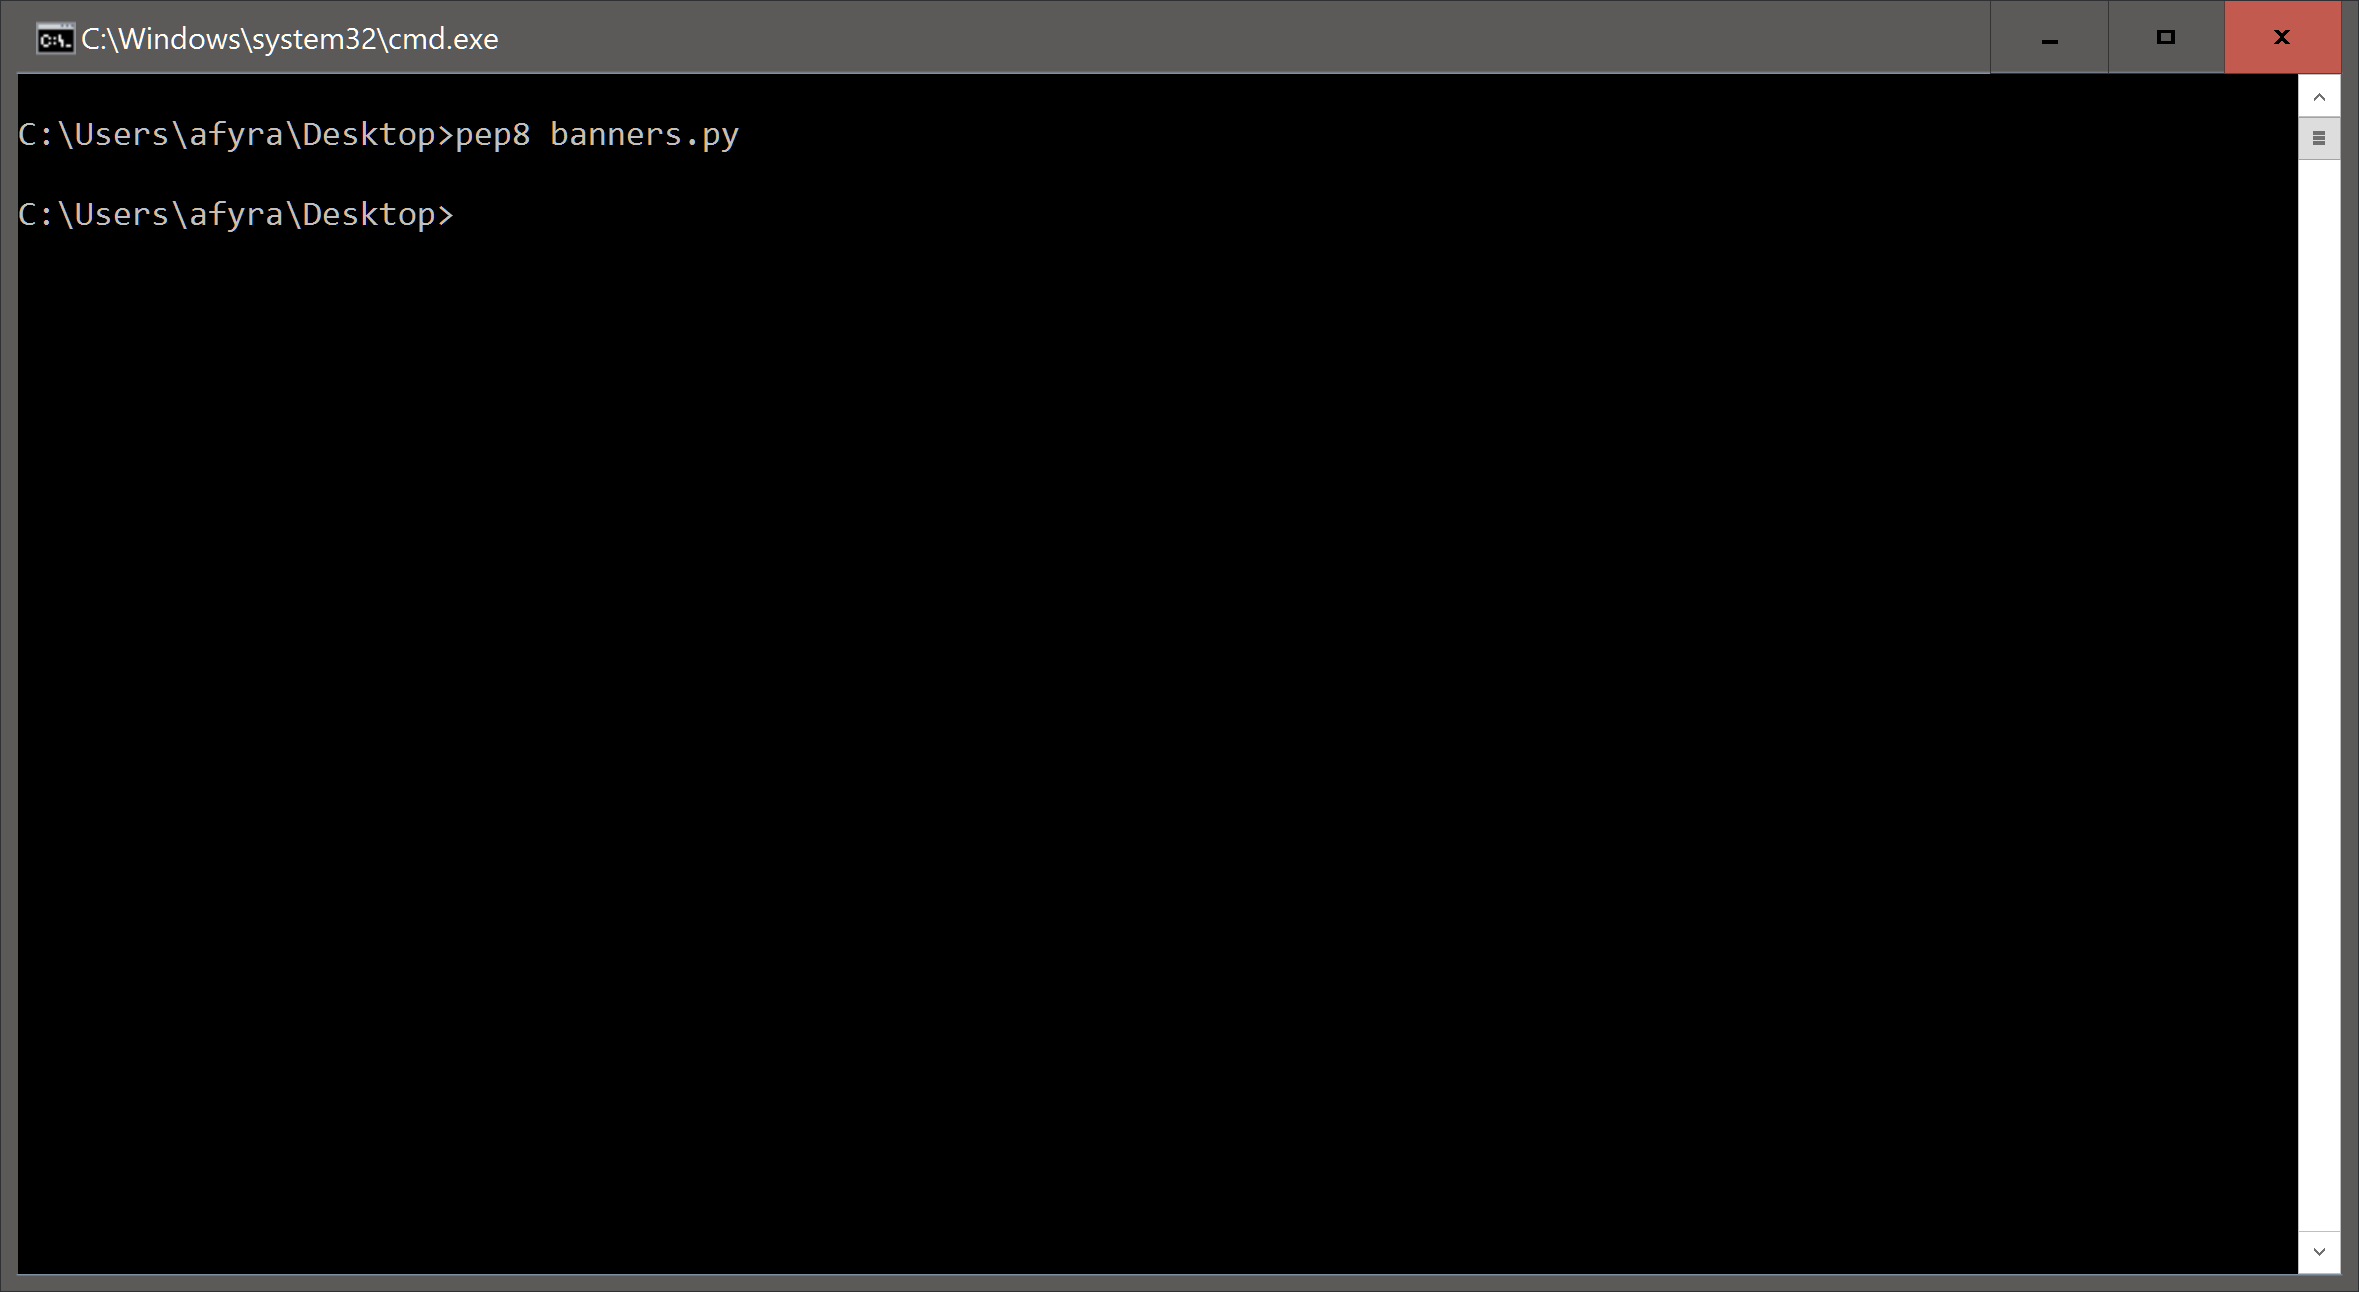 C:\Windows\system32\cmd.exe
C:\Users\afyra\Desktop>pep8 banners.py
C:\Users\afyra\Desktop>